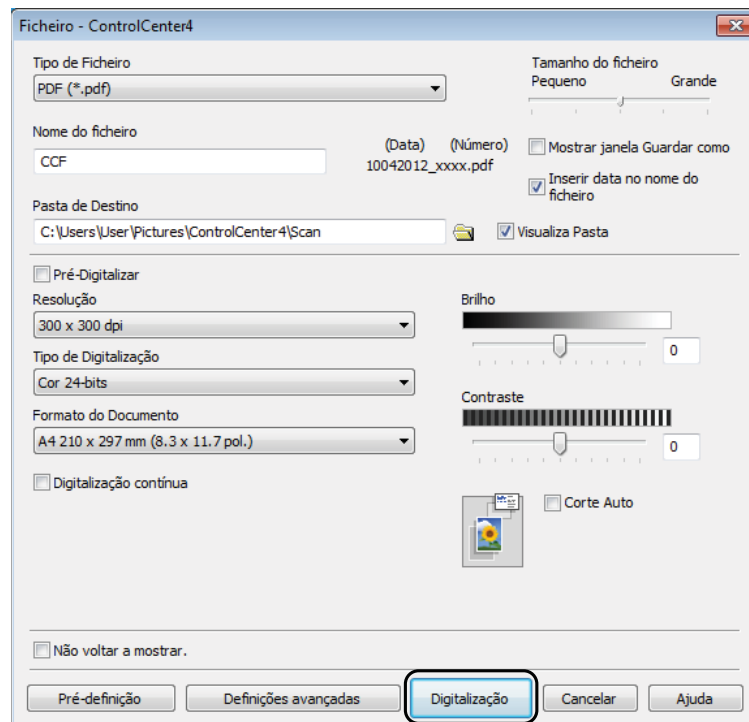 Ficheiro - ControlCenter4
Tipo de Ficheiro
PDF (*.pdf)
Tamanho do ficheiro
Pequeno Grande
Nome do ficheiro
CCF
(Data) (Número)
10042012_xxxx.pdf
Mostrar janela Guardar como
Inserir data no nome do
ficheiro
Pasta de Destino
C:\Users\User\Pictures\ControlCenter4\Scan
Visualiza Pasta
Pré-Digitalizar
Resolução
300 x 300 dpi
Tipo de Digitalização
Cor 24-bits
Formato do Documento
A4 210 x 297 mm (8.3 x 11.7 pol.)
Digitalização contínua
Brilho
0
Contraste
0
Corte Auto
Não voltar a mostrar.
Pré-definição Definições avançadas Digitalização Cancelar Ajuda